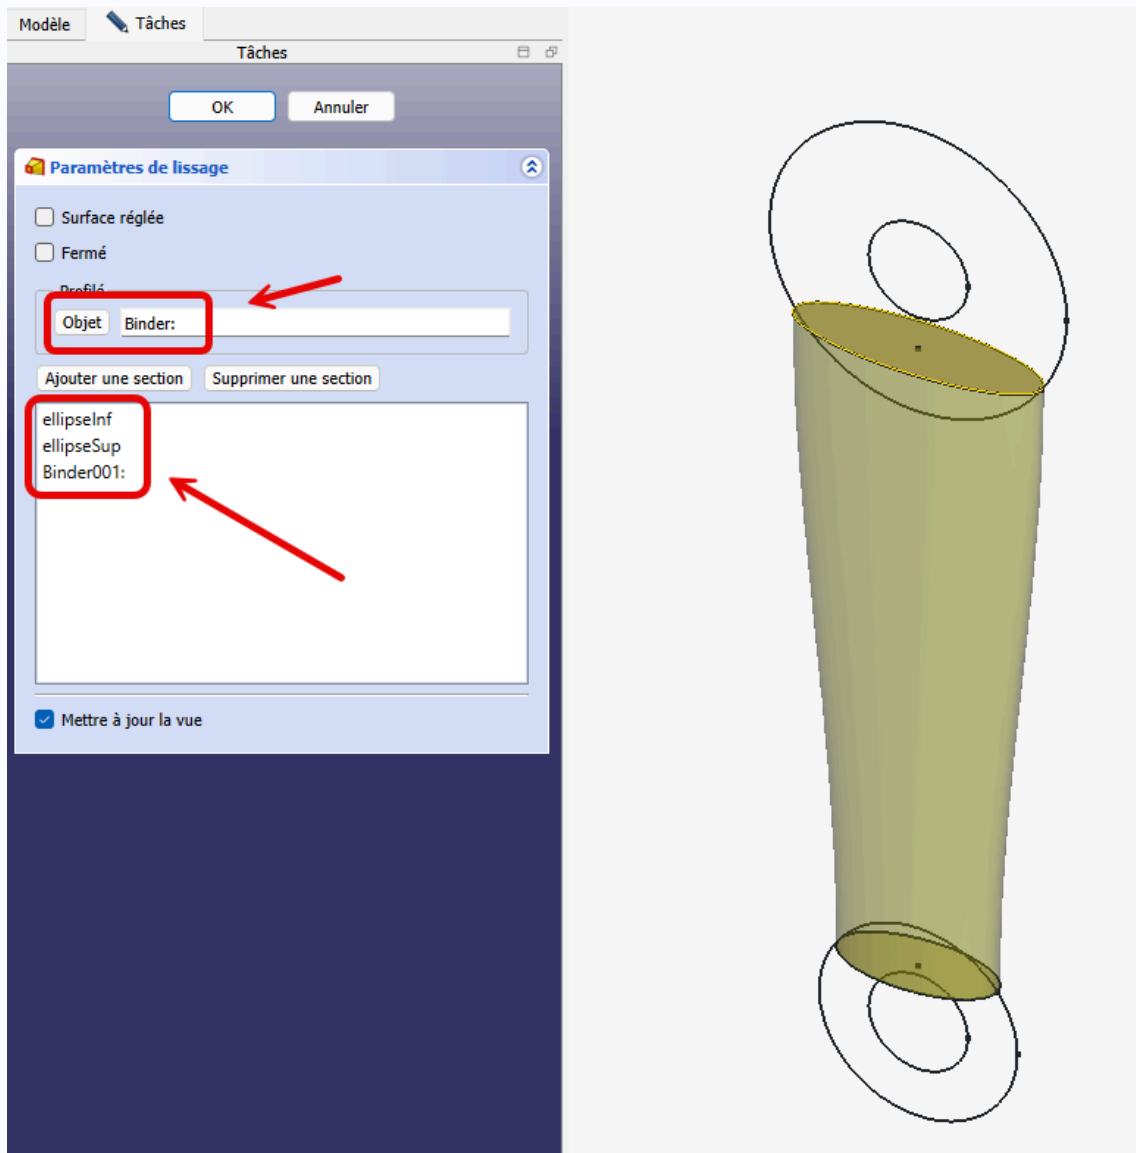 Modèle
Tâches
Tâches
OK Annuler
Paramètres de lissage
Surface réglée
Fermé
Profilé
Objet Binder:
Ajouter une section Supprimer une section
ellipseInf
ellipseSup
Binder001:
Mettre à jour la vue